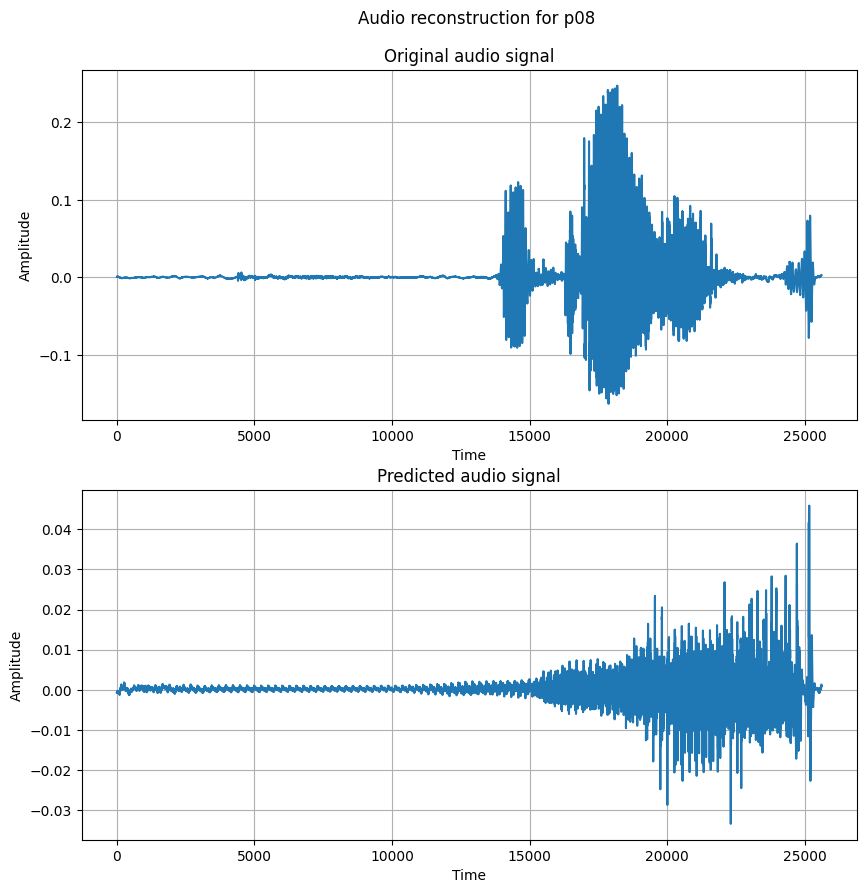 Audio reconstruction for p08
Original audio signal
0.2
0.1
0.0
−0.1
Amplitude
0 5000 10000 15000 20000 25000
Time
Predicted audio signal
0.04
0.03
0.02
0.01
0.00
−0.01
−0.02
−0.03
Amplitude
0 5000 10000 15000 20000 25000
Time